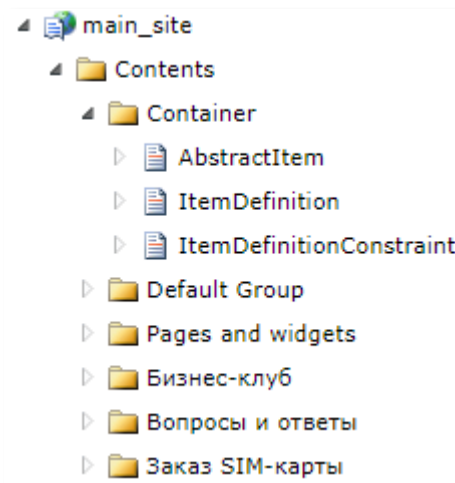 main_site
Contents
Container
AbstractItem
ItemDefinition
ItemDefinitionConstraint
Default Group
Pages and widgets
Бизнес-клуб
Вопросы и ответы
Заказ SIM-карты